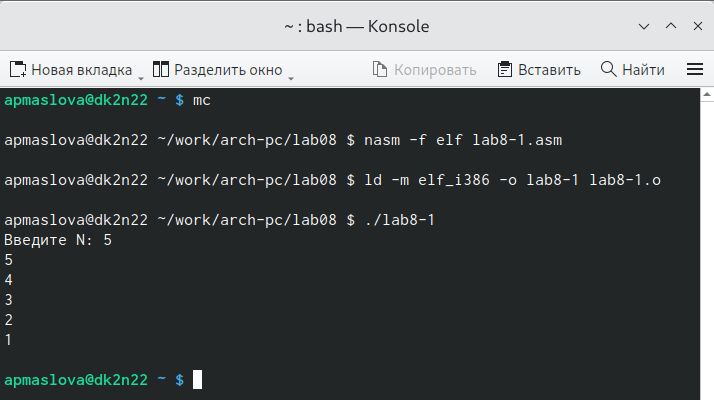 ~ : bash — Konsole
Новая вкладка Разделить окно Копировать Вставить Найти
apmaslova@dk2n22 ~ $ mc
apmaslova@dk2n22 ~/work/arch-pc/lab08 $ nasm -f elf lab8-1.asm
apmaslova@dk2n22 ~/work/arch-pc/lab08 $ ld -m elf_i386 -o lab8-1 lab8-1.o
apmaslova@dk2n22 ~/work/arch-pc/lab08 $ ./lab8-1
Введите N: 5
5
4
3
2
1
apmaslova@dk2n22 ~ $